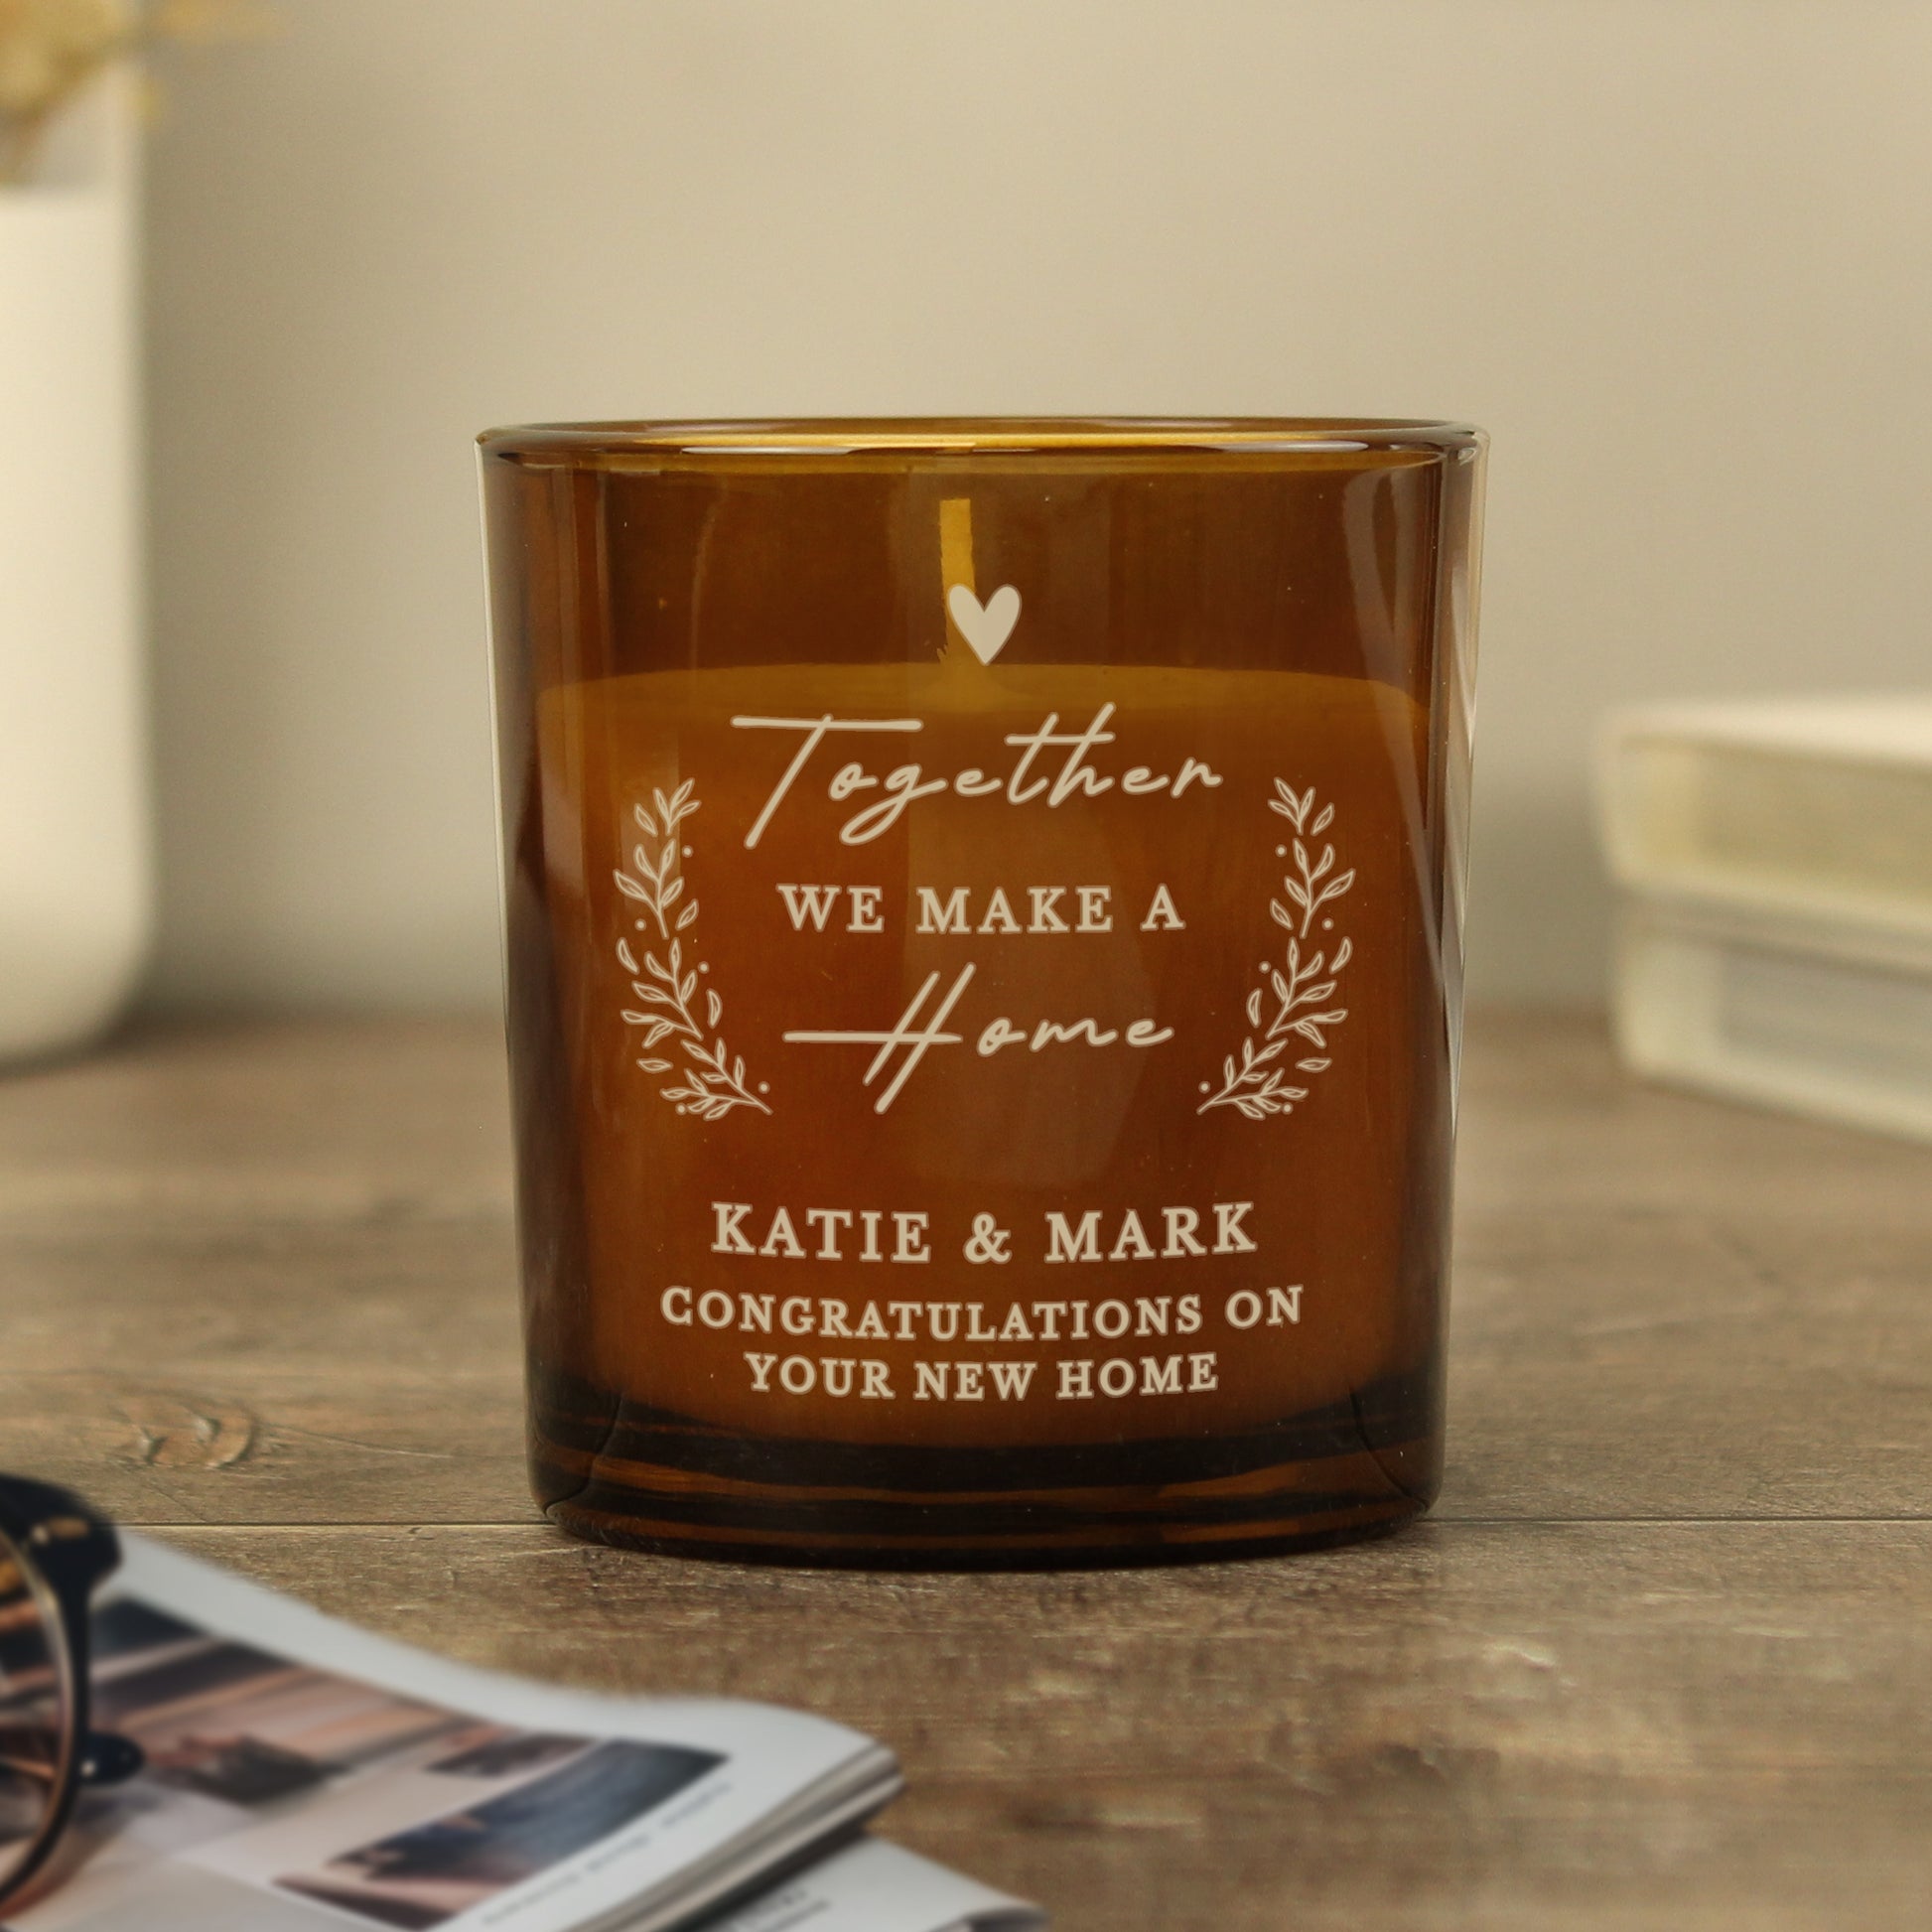 Together
WE MAKE A
Home
KATIE & MARK
CONGRATULATIONS ON
YOUR NEW HOME